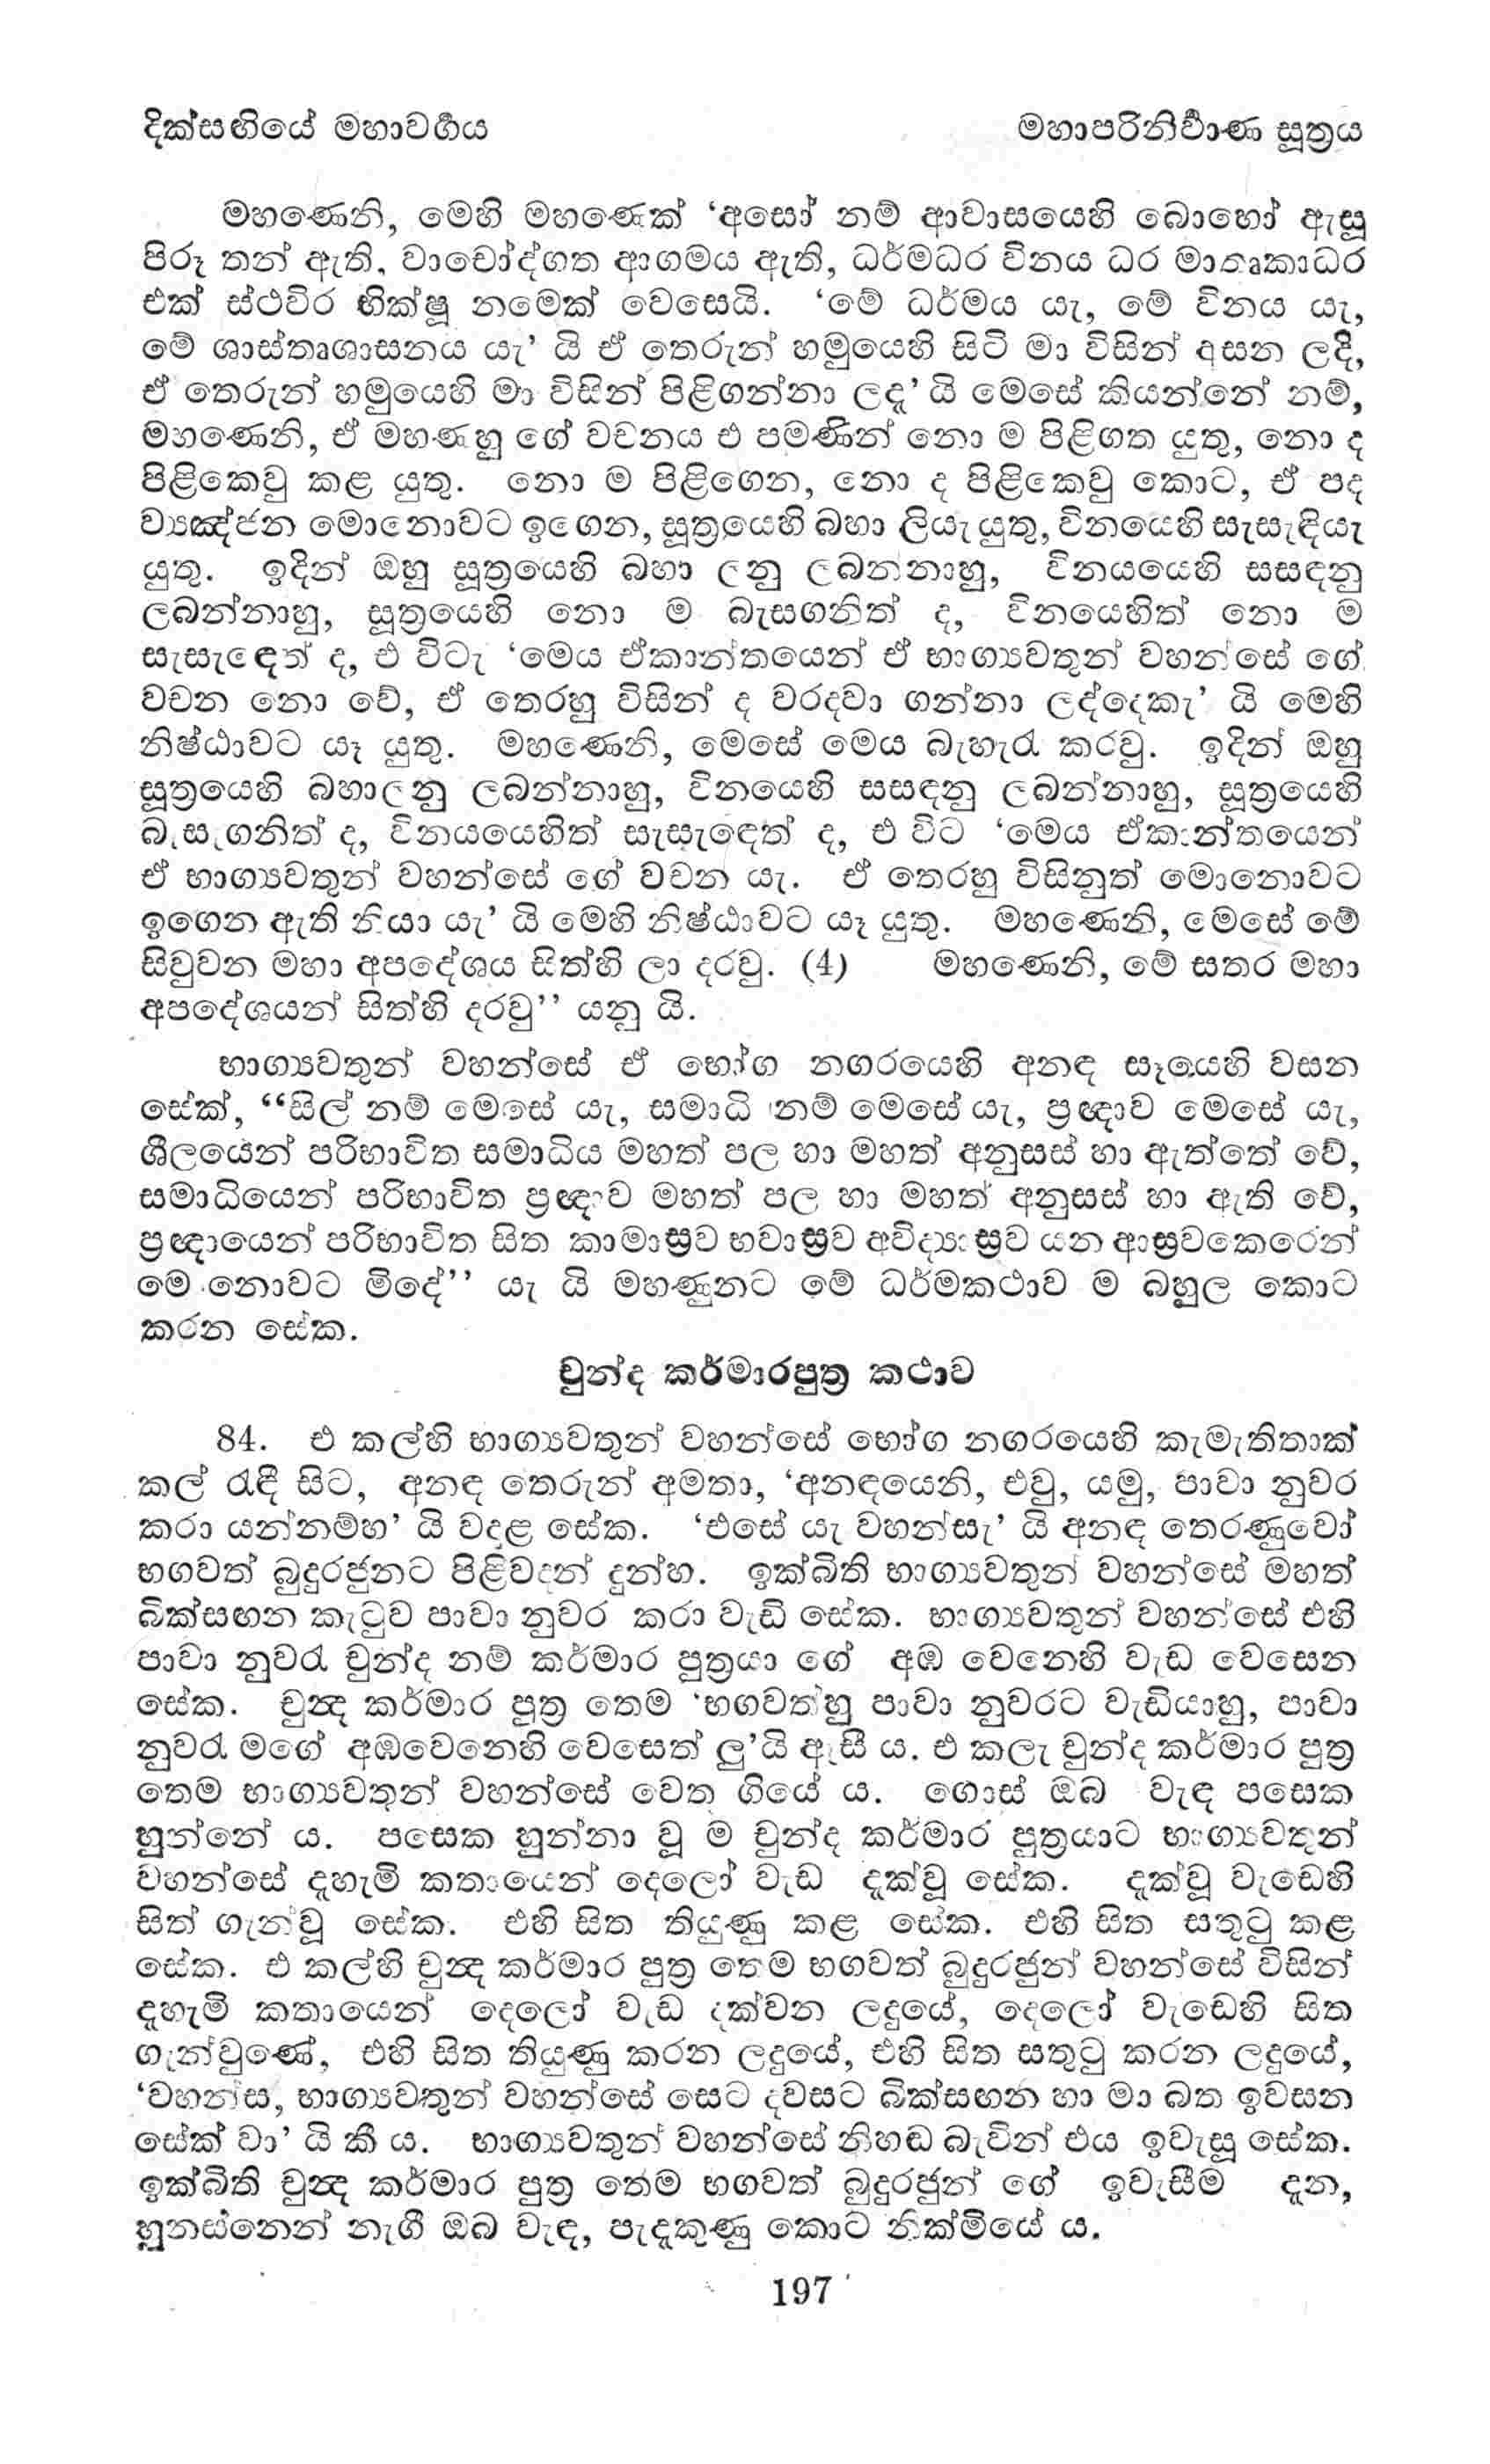 දික්සඟියේ මහාවර්‍ගය
මහාපරිනිර්‍වාණ සූත්‍රය
මහණෙනි, මෙහි මහණෙක් ‘අසෝ නම් ආවාසයෙහි බොහෝ ඇසූ
පිරූ තන් ඇති, වාචෝද්ගත ආගමය ඇති, ධර්මධර විනය ධර මාතෘකාධර
එක් ස්ථවිර භික්ෂූ නමෙක් වෙසෙයි. ‘මේ ධර්මය යැ, මේ විනය යැ,
මේ ශාස්තෘශාසනය යැ’ යි ඒ තෙරුන් හමුයෙහි සිටි මා විසින් අසන ලදී,
ඒ තෙරුන් හමුයෙහි මා විසින් පිළිගන්නා ලදැ’ යි මෙසේ කියන්නේ නම්,
මහණෙනි, ඒ මහණහු ගේ වචනය එ පමණින් නො ම පිළිගත යුතු, නො ද
පිළිකෙවු කළ යුතු. නො ම පිළිගෙන, නො ද පිළිකෙවු කොට, ඒ පද
ව්‍යඤ්ජන මොනොවට ඉගෙන, සූත්‍රයෙහි බහා ලියැ යුතු, විනයෙහි සැසැඳියැ
යුතු. ඉදින් ඔහු සූත්‍රයෙහි බහා ලනු ලබන්නාහු, විනයයෙහි සසඳනු
ලබන්නාහු, සූත්‍රයෙහි නො ම බැසගනිත් ද, විනයෙහිත් නො ම
සැසැඳෙත් ද, එ විටැ ‘මෙය ඒකාන්තයෙන් ඒ භාග්‍යවතුන් වහන්සේ ගේ
වචන නො වේ, ඒ තෙරහු විසින් ද වරදවා ගන්නා ලද්දෙකැ’ යි මෙහි
නිෂ්ඨාවට යෑ යුතු. මහණෙනි, මෙසේ මෙය බැහැරැ කරවු. ඉදින් ඔහු
සූත්‍රයෙහි බහාලනු ලබන්නාහු, විනයෙහි සසඳනු ලබන්නාහු, සූත්‍රයෙහි
බැසැගනිත් ද, විනයයෙහිත් සැසැඳෙත් ද, එ විට ‘මෙය ඒකාන්තයෙන්
ඒ භාග්‍යවතුන් වහන්සේ ගේ වචන යැ. ඒ තෙරහු විසිනුත් මොනොවට
ඉගෙන ඇති නියා යැ’ යි මෙහි නිෂ්ඨාවට යෑ යුතු. මහණෙනි, මෙසේ මේ
සිවුවන මහා අපදේශය සිත්හි ලා දරවු. (4) මහණෙනි, මේ සතර මහා
අපදේශයන් සිත්හි දරවු’’ යනු යි.
භාග්‍යවතුන් වහන්සේ ඒ භෝග නගරයෙහි අනඳ සෑයෙහි වසන
සේක්, “සිල් නම් මෙසේ යැ, සමාධි නම් මෙසේ යැ, ප්‍රඥාව මෙසේ යැ,
ශීලයෙන් පරිභාවිත සමාධිය මහත් පල හා මහත් අනුසස් හා ඇත්තේ වේ,
සමාධියෙන් පරිභාවිත ප්‍රඥාව මහත් පල හා මහත් අනුසස් හා ඇති වේ,
ප්‍රඥායෙන් පරිභාවිත සිත කාමාස්‍රව භවාස්‍රව අවිද්‍යාස්‍රව යන ආස්‍රවකෙරෙන්
මොනොවට මිදේ’’ යැ යි මහණුනට මේ ධර්මකථාව ම බහුල කොට
කරන සේක.
චුන්ද කර්මාරපුත්‍ර කථාව
84. එ කල්හි භාග්‍යවතුන් වහන්සේ භෝග නගරයෙහි කැමැතිතාක්
කල් රැඳී සිට, අනඳ තෙරුන් අමතා, ‘අනඳයෙනි, එවු, යමු, පාවා නුවර
කරා යන්නම්හ’ යි වදළ සේක. ‘එසේ යැ වහන්සැ’ යි අනඳ තෙරණුවෝ
භගවත් බුදුරජුනට පිළිවදන් දුන්හ. ඉක්බිති භාග්‍යවතුන් වහන්සේ මහත්
බික්සඟන කැටුව පාවා නුවර කරා වැඩි සේක. භාග්‍යවතුන් වහන්සේ එහි
පාවා නුවරැ චුන්ද නම් කර්මාර පුත්‍රයා ගේ අඹ වෙනෙහි වැඩ වෙසෙන
සේක. චුන්‍ද කර්මාර පුත්‍ර තෙම ‘භගවත්හු පාවා නුවරට වැඩියාහු, පාවා
නුවරැ මගේ අඹවෙනෙහි වෙසෙත් ලු’යි ඇසී ය. එ කලැ චුන්ද කර්මාර පුත්‍ර
තෙම භාග්‍යවතුන් වහන්සේ වෙත ගියේ ය. ගොස් ඔබ වැඳ පසෙක
හුන්නේ ය. පසෙක හුන්නා වූ ම චුන්ද කර්මාර පුත්‍රයාට භාග්‍යවතුන්
වහන්සේ දැහැමි කතායෙන් දෙලෝ වැඩ දැක්වූ සේක. දැක්වූ වැඩෙහි
සිත් ගැන්වූ සේක. එහි සිත තියුණු කළ සේක. එහි සිත සතුටු කළ
සේක. එ කල්හි චුන්‍ද කර්මාර පුත්‍ර තෙම භගවත් බුදුරජුන් වහන්සේ විසින්
දැහැමි කතායෙන් දෙලෝ වැඩ දක්වන ලදුයේ, දෙලෝ වැඩෙහි සිත
ගැන්වුණේ, එහි සිත තියුණු කරන ලදුයේ, එහි සිත සතුටු කරන ලදුයේ,
‘වහන්ස, භාග්‍යවතුන් වහන්සේ සෙට දවසට බික්සඟන හා මා බත ඉවසන
සේක් වා’ යි කී ය. භාග්‍යවතුන් වහන්සේ නිහඬ බැවින් එය ඉවැසූ සේක.
ඉක්බිති චුන්‍ද කර්මාර පුත්‍ර තෙම භගවත් බුදුරජුන් ගේ ඉවැසීම දැන,
හුනස්නෙන් නැගී ඔබ වැඳ, පැදැකුණු කොට නික්මියේ ය.
197